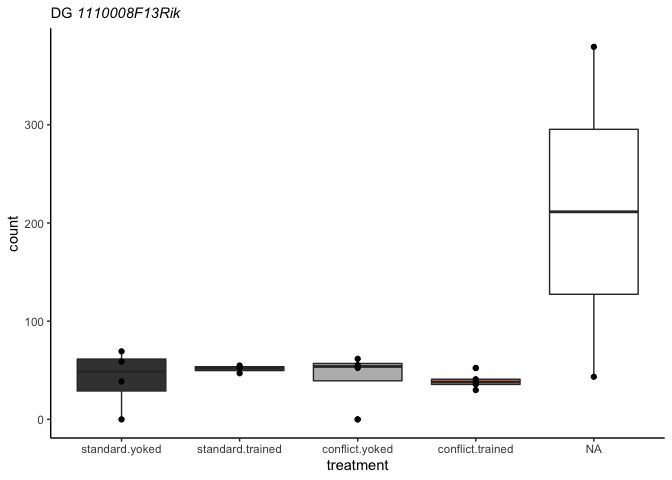 DG 1110008F13Rik
count
300
200
100
0
standard.yoked standard.trained conflict.yoked conflict.trained NA
treatment